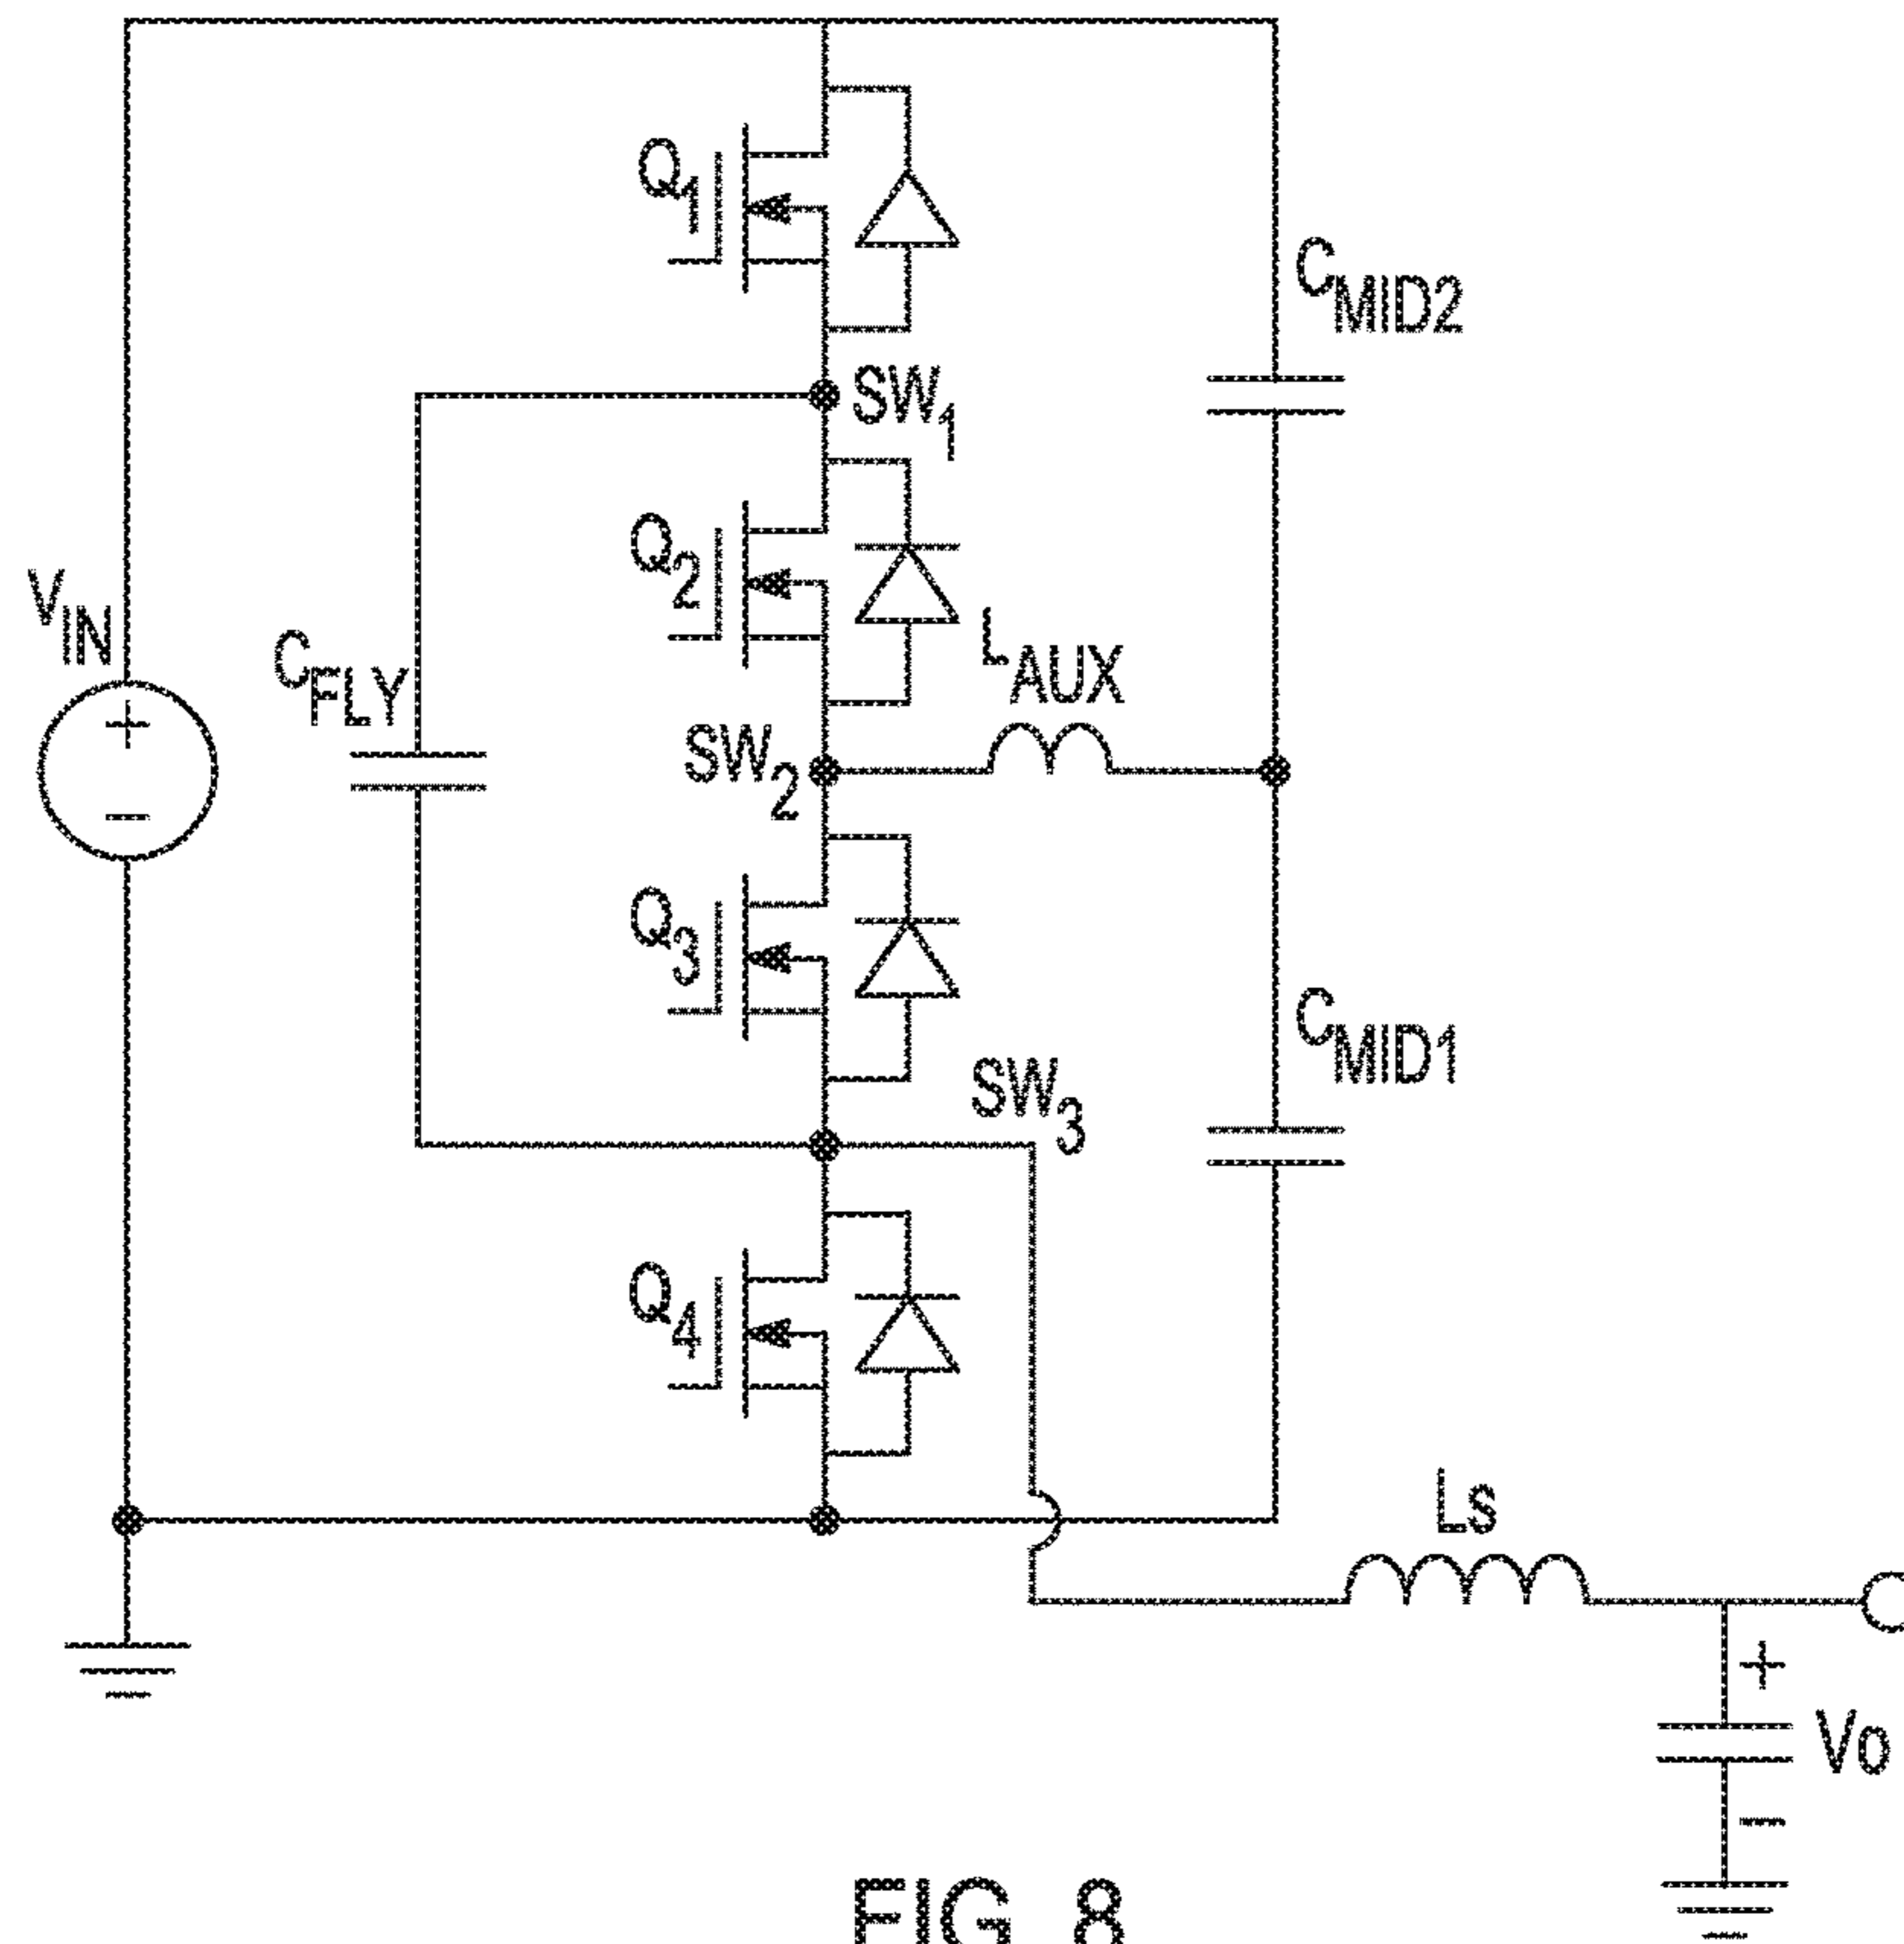 Q1
CMID2
SW1
Q2
VIN
+
−
CFLY
LAUX
SW2
Q3
CMID1
SW3
Q4
Ls
+
Vo
−
FIG. 8